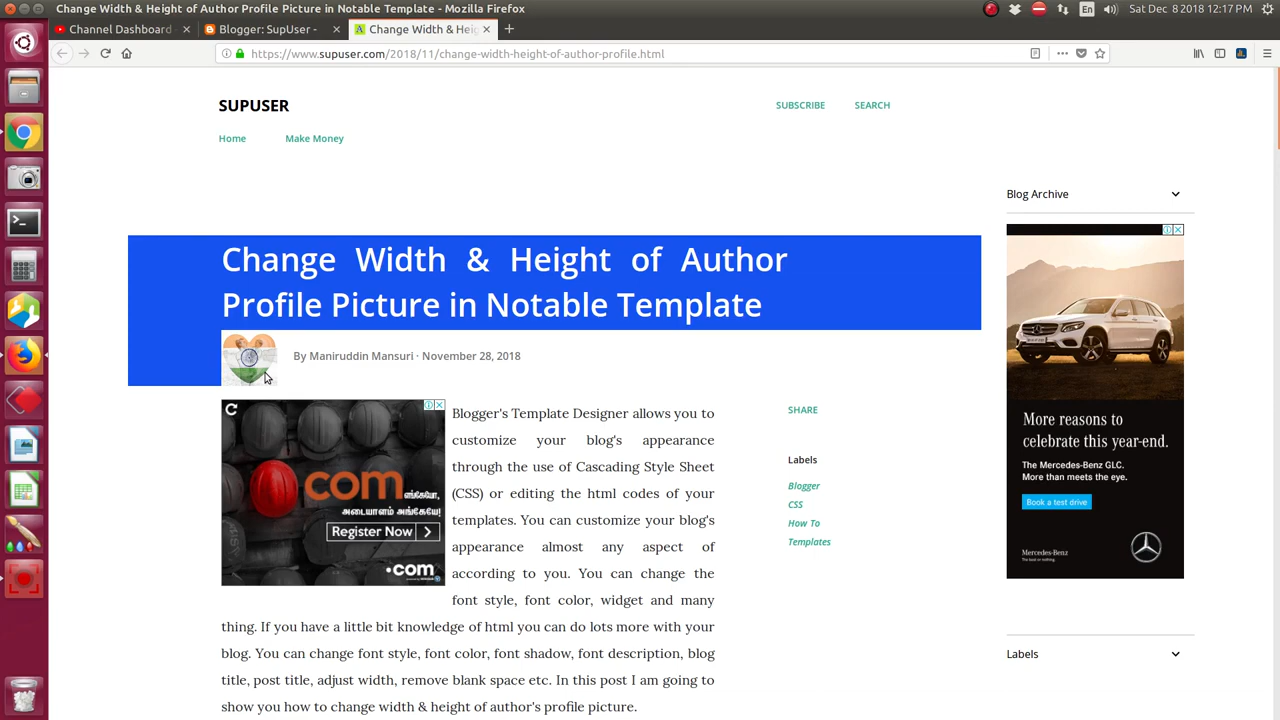 Change Width & Height of Author Profile Picture in Notable Template - Mozilla Firefox
En
Sat Dec 8 2018 12:17 PM
Channel Dashboard
Blogger: SupUser -
Change Width & Heig
https://www.supuser.com/2018/11/change-width-height-of-author-profile.html
SUPUSER
SUBSCRIBE
SEARCH
Home
Make Money
Change Width & Height of Author
Profile Picture in Notable Template
By Maniruddin Mansuri · November 28, 2018
com எங்கேயோ,
அடையாளம் அங்கேயே!
Register Now
.com
Blogger's Template Designer allows you to
customize your blog's appearance
through the use of Cascading Style Sheet
(CSS) or editing the html codes of your
templates. You can customize your blog's
appearance almost any aspect of
according to you. You can change the
font style, font color, widget and many
thing. If you have a little bit knowledge of html you can do lots more with your
blog. You can change font style, font color, font shadow, font description, blog
title, post title, adjust width, remove blank space etc. In this post I am going to
show you how to change width & height of author's profile picture.
SHARE
Labels
Blogger
CSS
How To
Templates
Blog Archive
More reasons to
celebrate this year-end.
The Mercedes-Benz GLC.
More than meets the eye.
Book a test drive
Mercedes-Benz
The best or nothing.
Labels